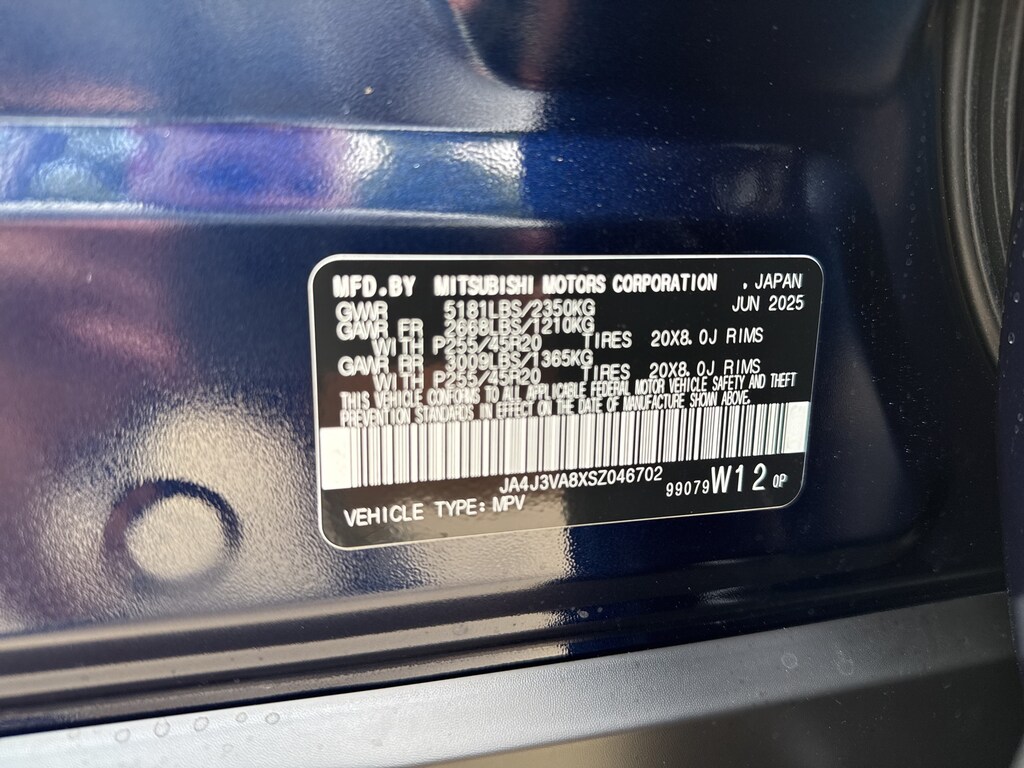 MFD.BY MITSUBISHI MOTORS CORPORATION , JAPAN
JUN 2025
GVWR 5181LBS/2350KG
GAWR FR 2668LBS/1210KG
WITH P255/45R20 TIRES 20X8.0J RIMS
GAWR RR 3009LBS/1365KG
WITH P255/45R20 TIRES 20X8.0J RIMS
THIS VEHICLE CONFORMS TO ALL APPLICABLE FEDERAL MOTOR VEHICLE SAFETY AND THEFT
PREVENTION STANDARDS IN EFFECT ON THE DATE OF MANUFACTURE SHOWN ABOVE.
JA4J3VA8XSZ046702
99079 W12 0P
VEHICLE TYPE: MPV